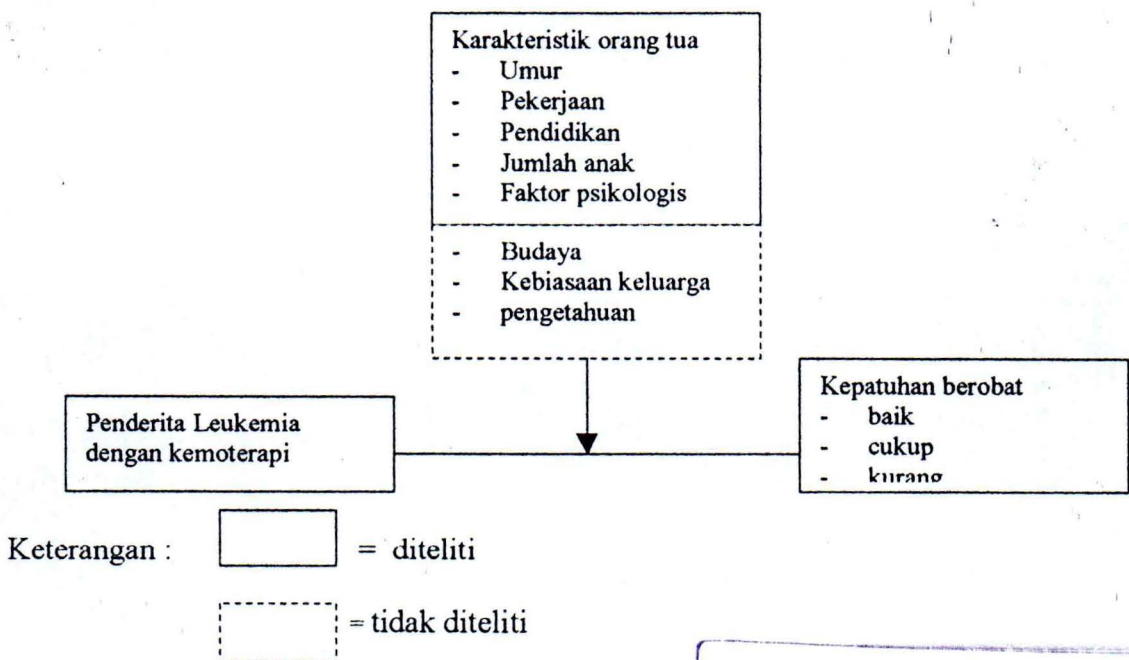 Karakteristik orang tua
- Umur
- Pekerjaan
- Pendidikan
- Jumlah anak
- Faktor psikologis
- Budaya
- Kebiasaan keluarga
- pengetahuan
Penderita Leukemia
dengan kemoterapi
Kepatuhan berobat
- baik
- cukup
- kurang
Keterangan : = diteliti
= tidak diteliti